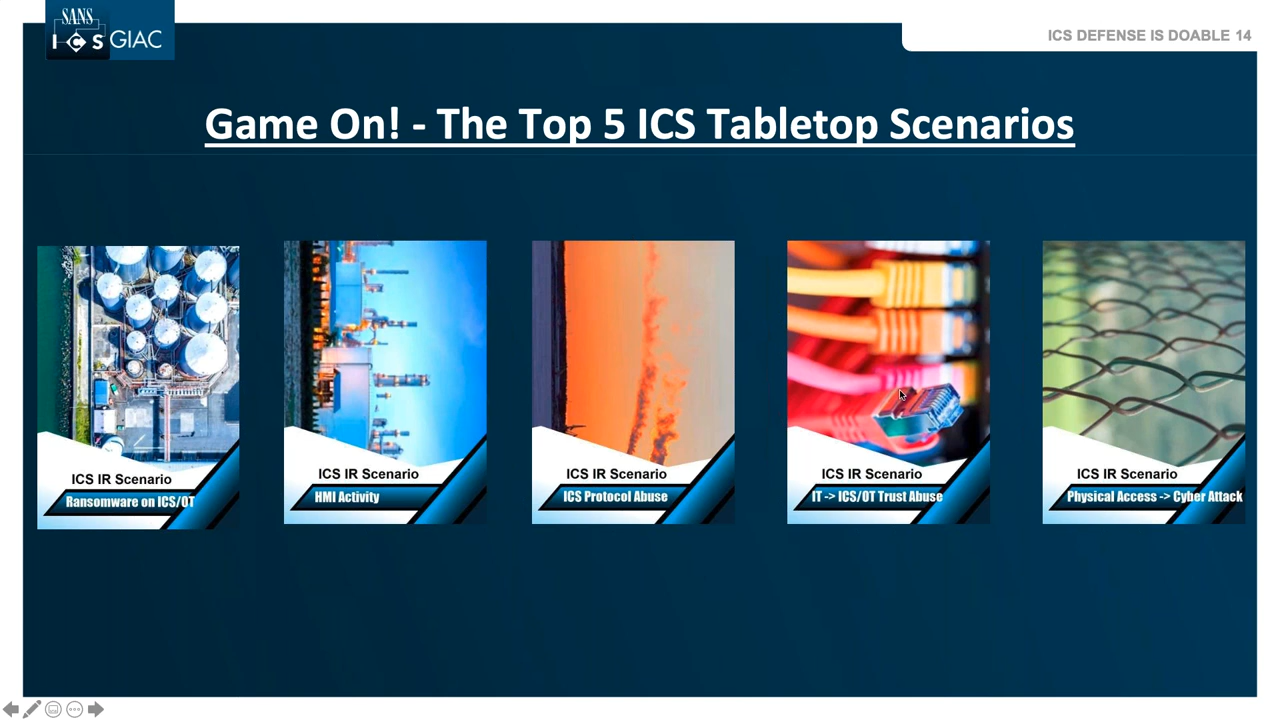 SANS
ICS GIAC
ICS DEFENSE IS DOABLE 14
Game On! - The Top 5 ICS Tabletop Scenarios
ICS IR Scenario
Ransomware on ICS/OT
ICS IR Scenario
HMI Activity
ICS IR Scenario
ICS Protocol Abuse
ICS IR Scenario
IT -> ICS/OT Trust Abuse
ICS IR Scenario
Physical Access -> Cyber Attack